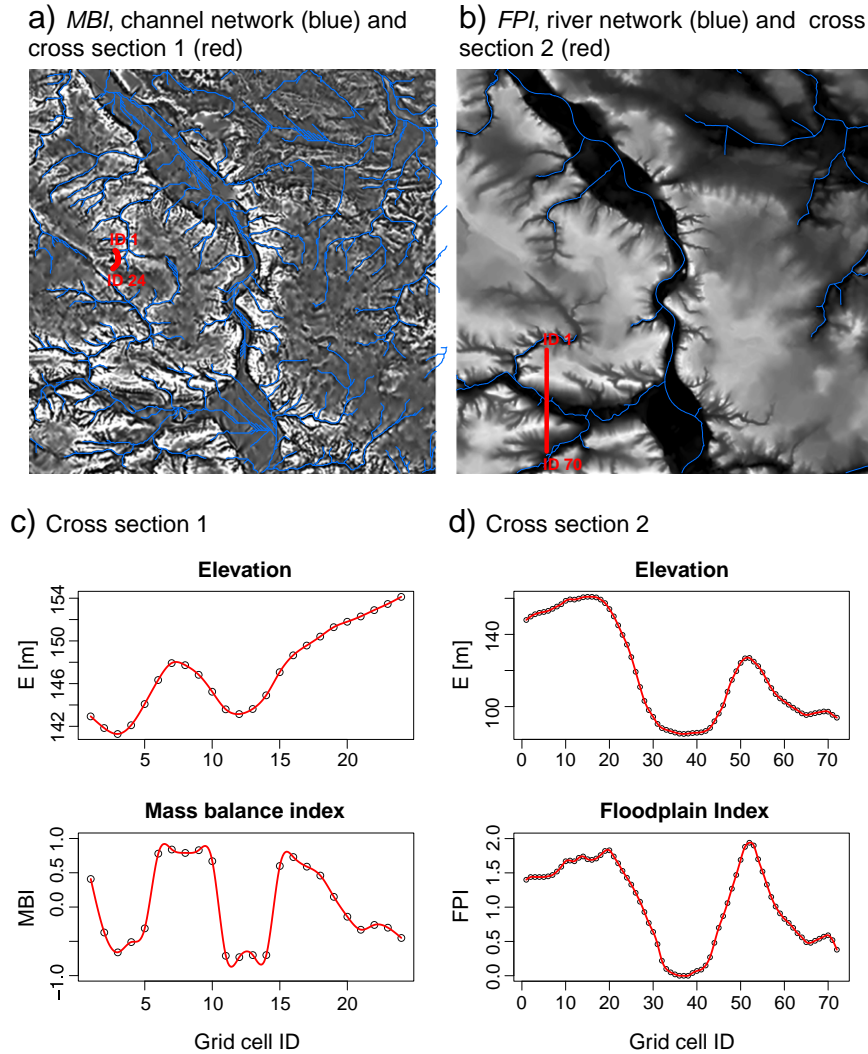 a) MBI, channel network (blue) and
cross section 1 (red)
b) FPI, river network (blue) and cross
section 2 (red)
ID 1
ID 24
ID 1
ID 70
c) Cross section 1
d) Cross section 2
Elevation
E [m]
142 146 150 154
5 10 15 20
Elevation
E [m]
100 140
0 10 20 30 40 50 60 70
Mass balance index
MBI
−1.0 0.0 0.5 1.0
5 10 15 20
Grid cell ID
Floodplain Index
FPI
0.0 0.5 1.0 1.5 2.0
0 10 20 30 40 50 60 70
Grid cell ID